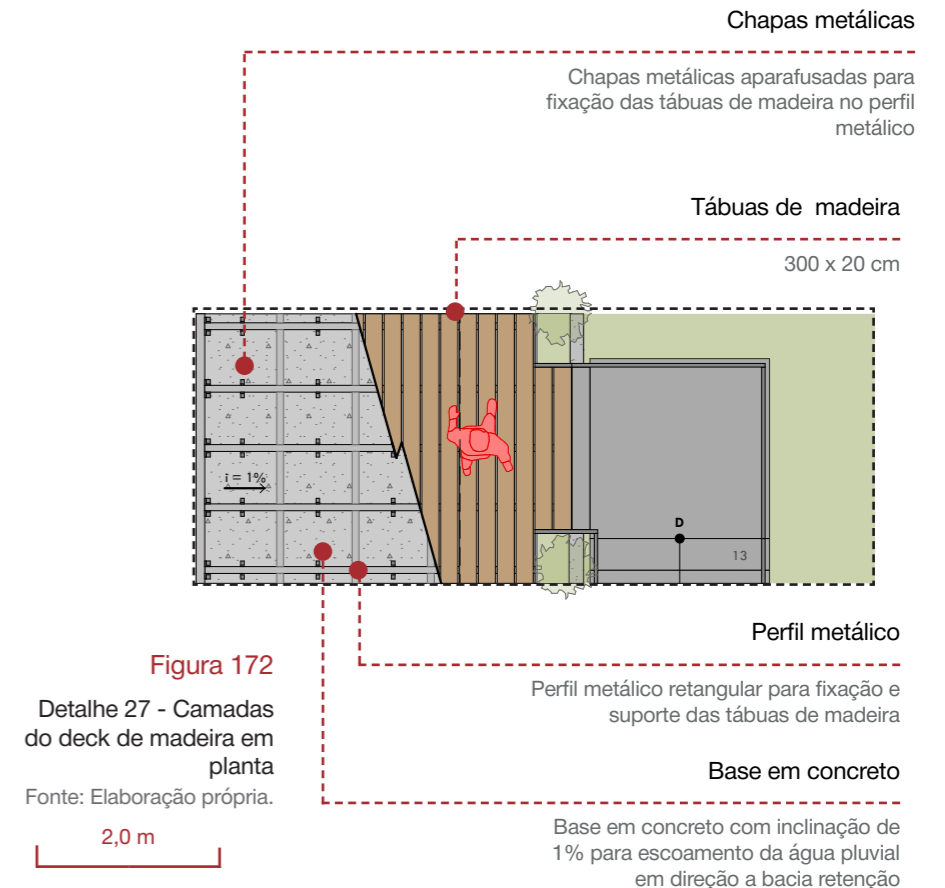 Chapas metálicas
Chapas metálicas aparafusadas para
fixação das tábuas de madeira no perfil
metálico
Tábuas de madeira
300 x 20 cm
i = 1%
D
13
Perfil metálico
Perfil metálico retangular para fixação e
suporte das tábuas de madeira
Base em concreto
Base em concreto com inclinação de
1% para escoamento da água pluvial
em direção a bacia retenção
Figura 172
Detalhe 27 - Camadas
do deck de madeira em
planta
Fonte: Elaboração própria.
2,0 m